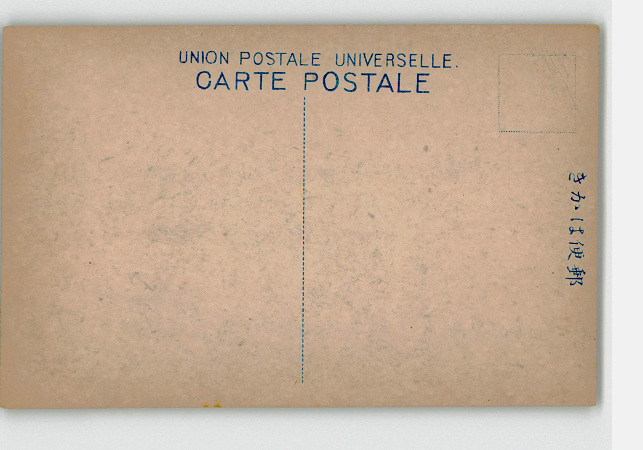 UNION POSTALE UNIVERSELLE.
CARTE POSTALE
きかは便郵